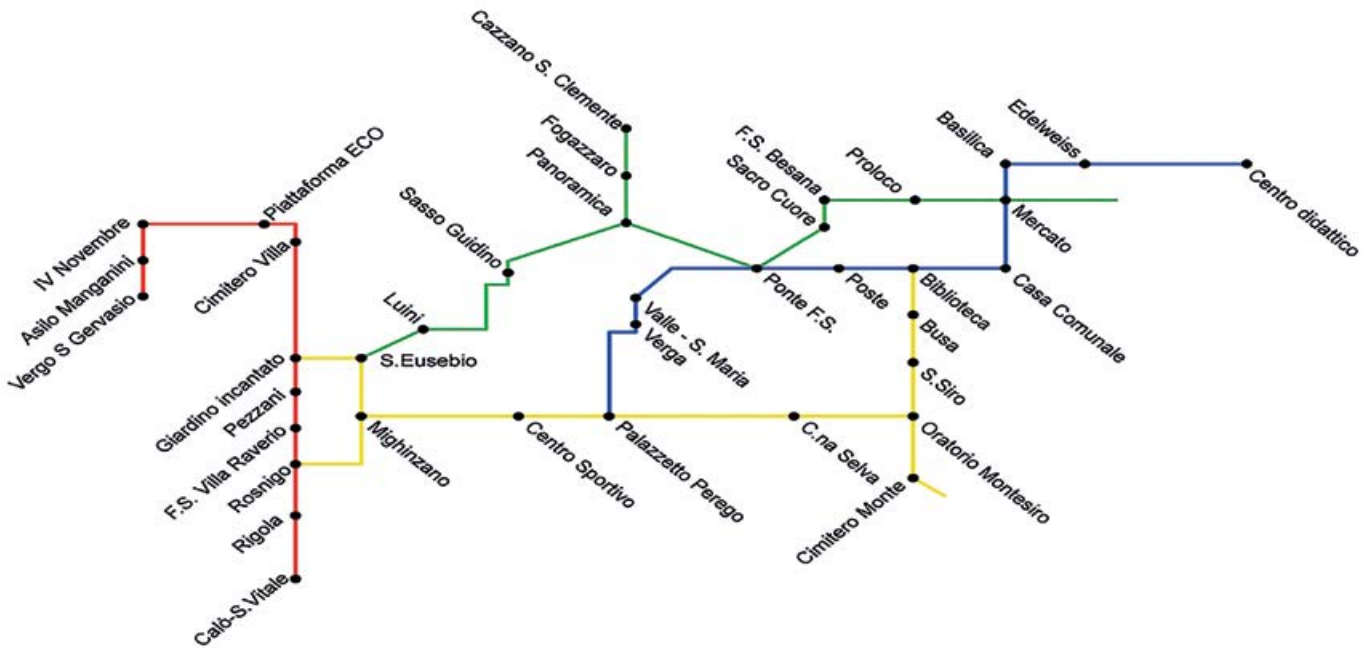 Cazzano S. Clemente
Fogazzaro
Panoramica
Sasso Guidino
Luini
S.Eusebio
F.S. Besana
Sacro Cuore
Proloco
Basilica
Edelweiss
Centro didattico
Mercato
Casa Comunale
Biblioteca
Poste
Ponte F.S.
Valle - S. Maria
Verga
Busa
S.Siro
Oratorio Montesiro
Cimitero Monte
C.na Selva
Palazzetto Perego
Centro Sportivo
Mighinzano
Piattaforma ECO
IV Novembre
Asilo Manganini
Vergo S Gervasio
Cimitero Villa
Giardino incantato
Pezzani
F.S. Villa Raverio
Rosnigo
Rigola
Calò-S.Vitale